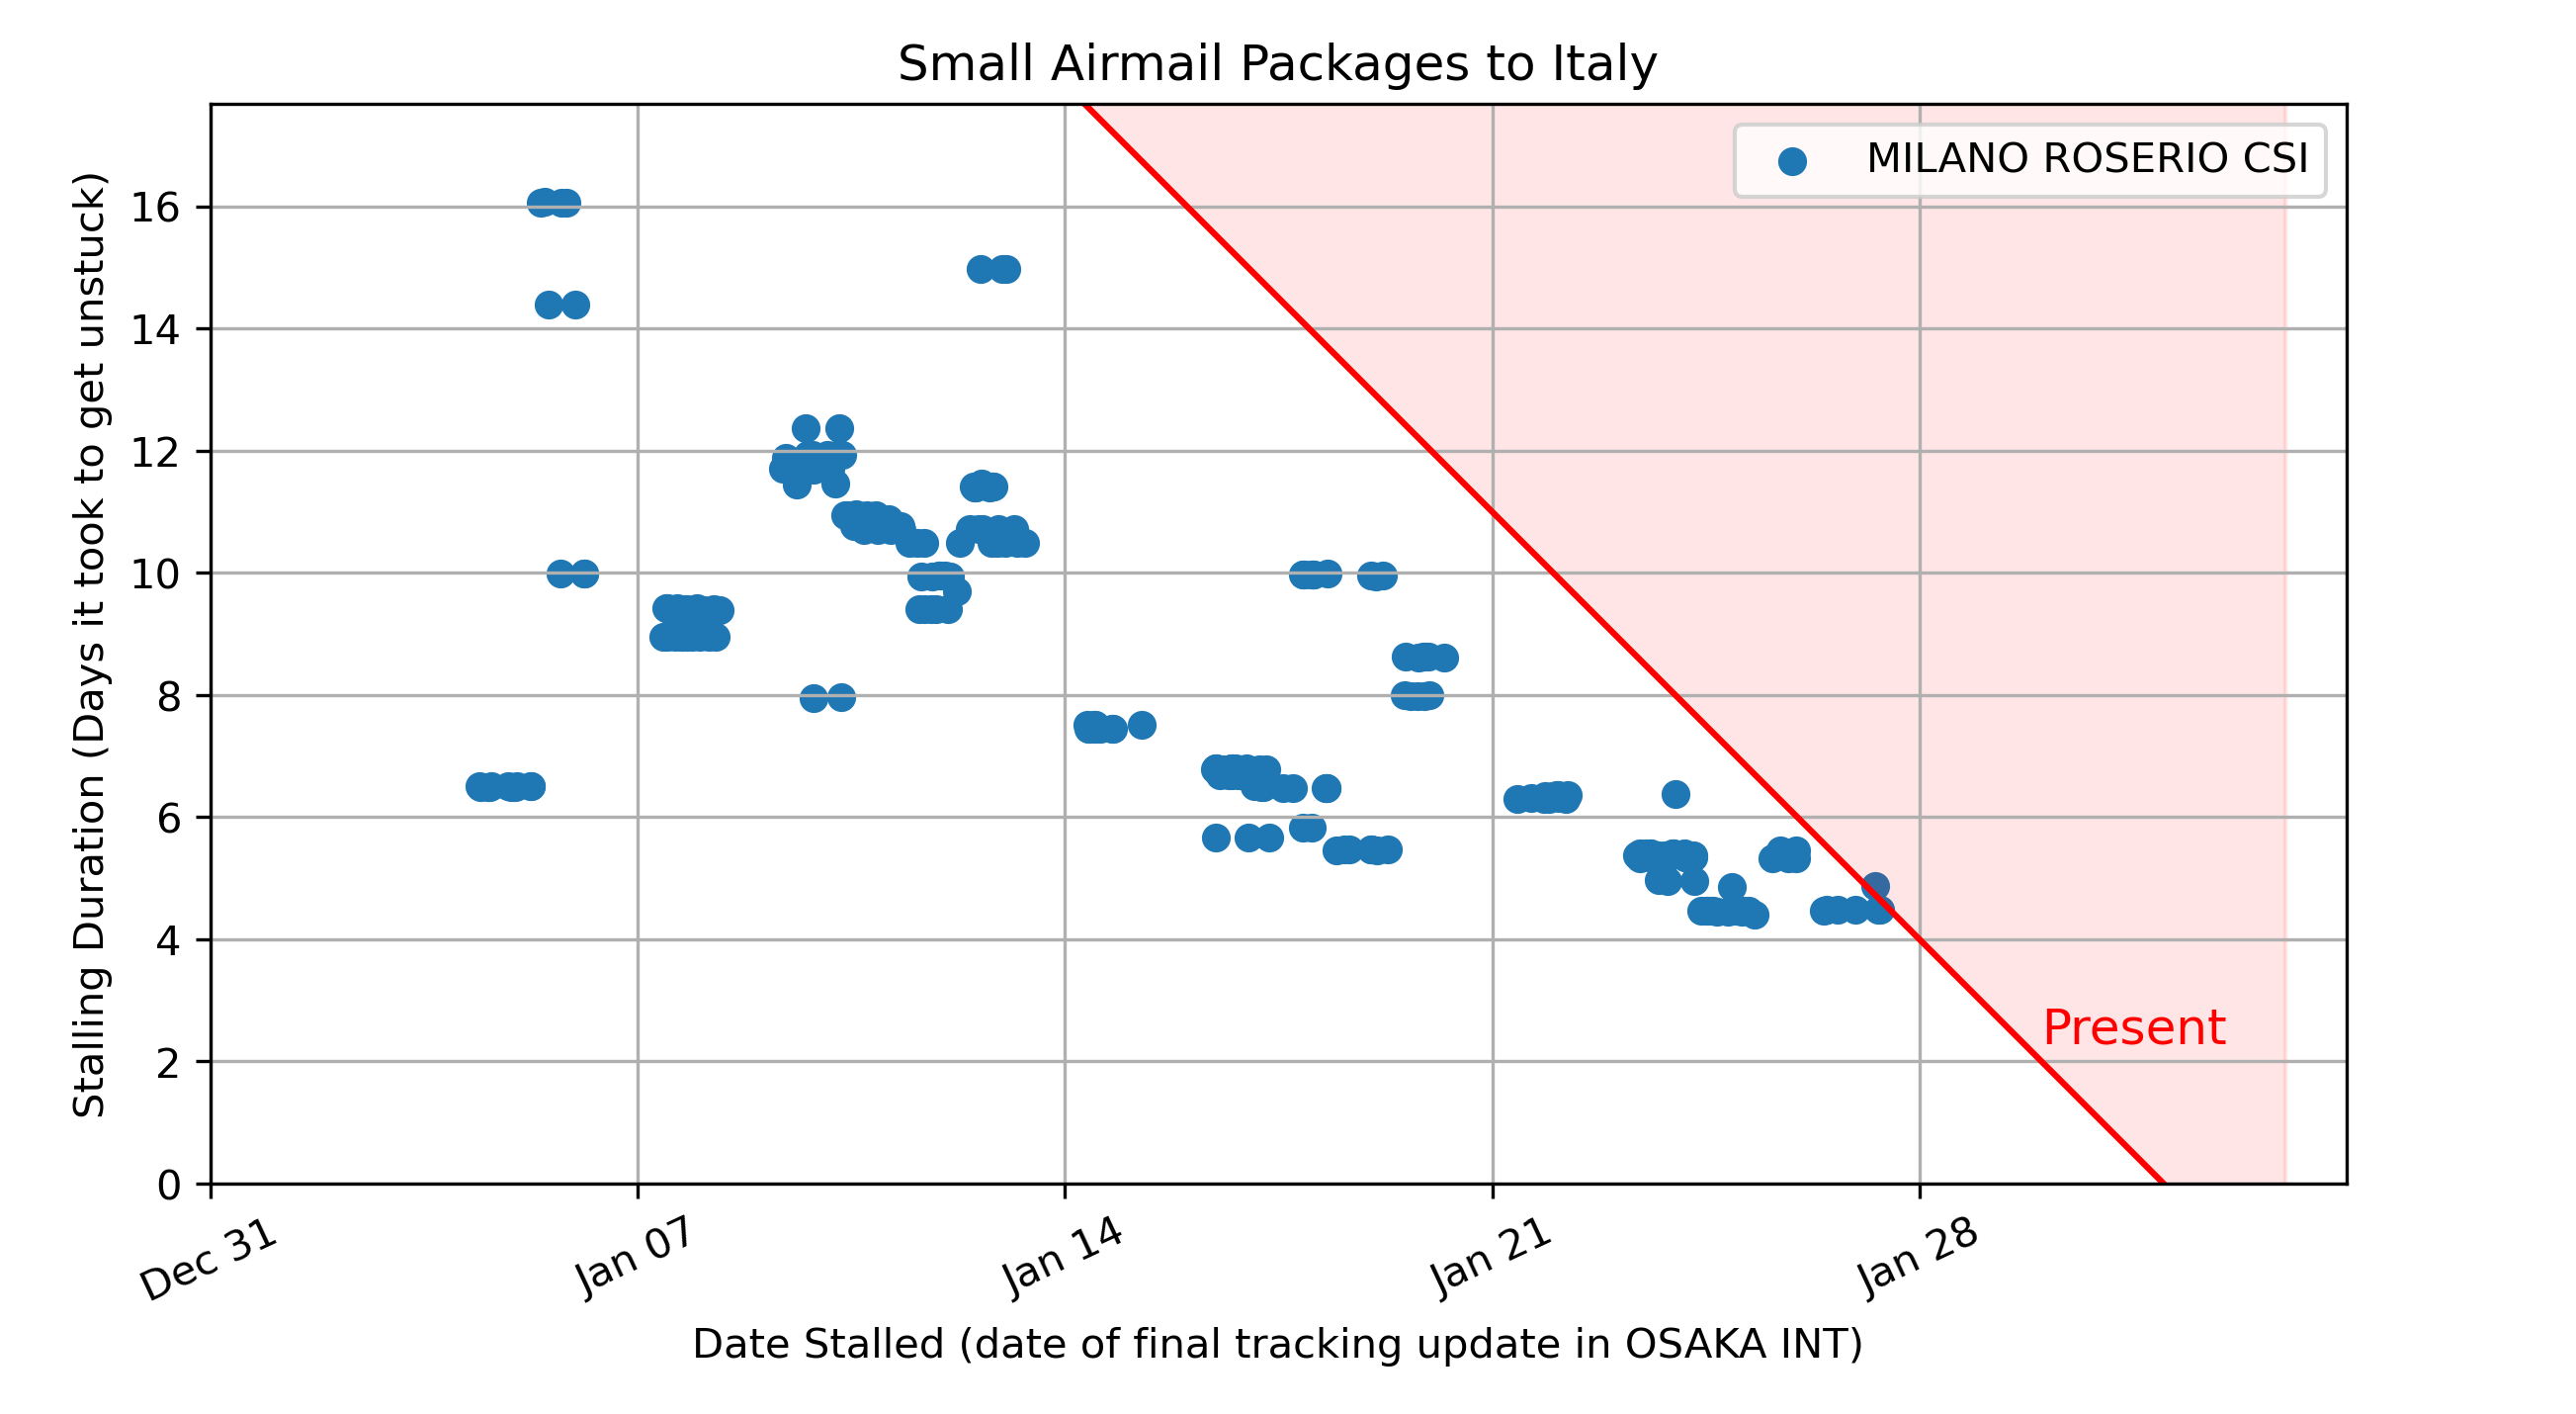 Small Airmail Packages to Italy
MILANO ROSERIO CSI
Stalling Duration (Days it took to get unstuck)
16
14
12
10
8
6
4
2
0
Present
Dec 31
Jan 07
Jan 14
Jan 21
Jan 28
Date Stalled (date of final tracking update in OSAKA INT)